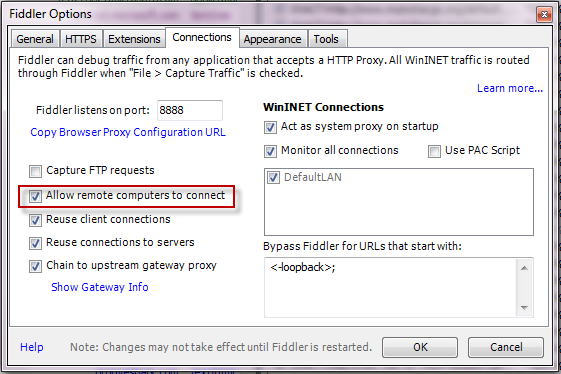 Fiddler Options
General HTTPS Extensions Connections Appearance Tools
Fiddler can debug traffic from any application that accepts a HTTP Proxy. All WinINET traffic is routed
through Fiddler when "File > Capture Traffic" is checked.
Learn more...
Fiddler listens on port: 8888
Copy Browser Proxy Configuration URL
Capture FTP requests
Allow remote computers to connect
Reuse client connections
Reuse connections to servers
Chain to upstream gateway proxy
Show Gateway Info
WinINET Connections
Act as system proxy on startup
Monitor all connections Use PAC Script
DefaultLAN
Bypass Fiddler for URLs that start with:
<-loopback>;
Help Note: Changes may not take effect until Fiddler is restarted. OK Cancel